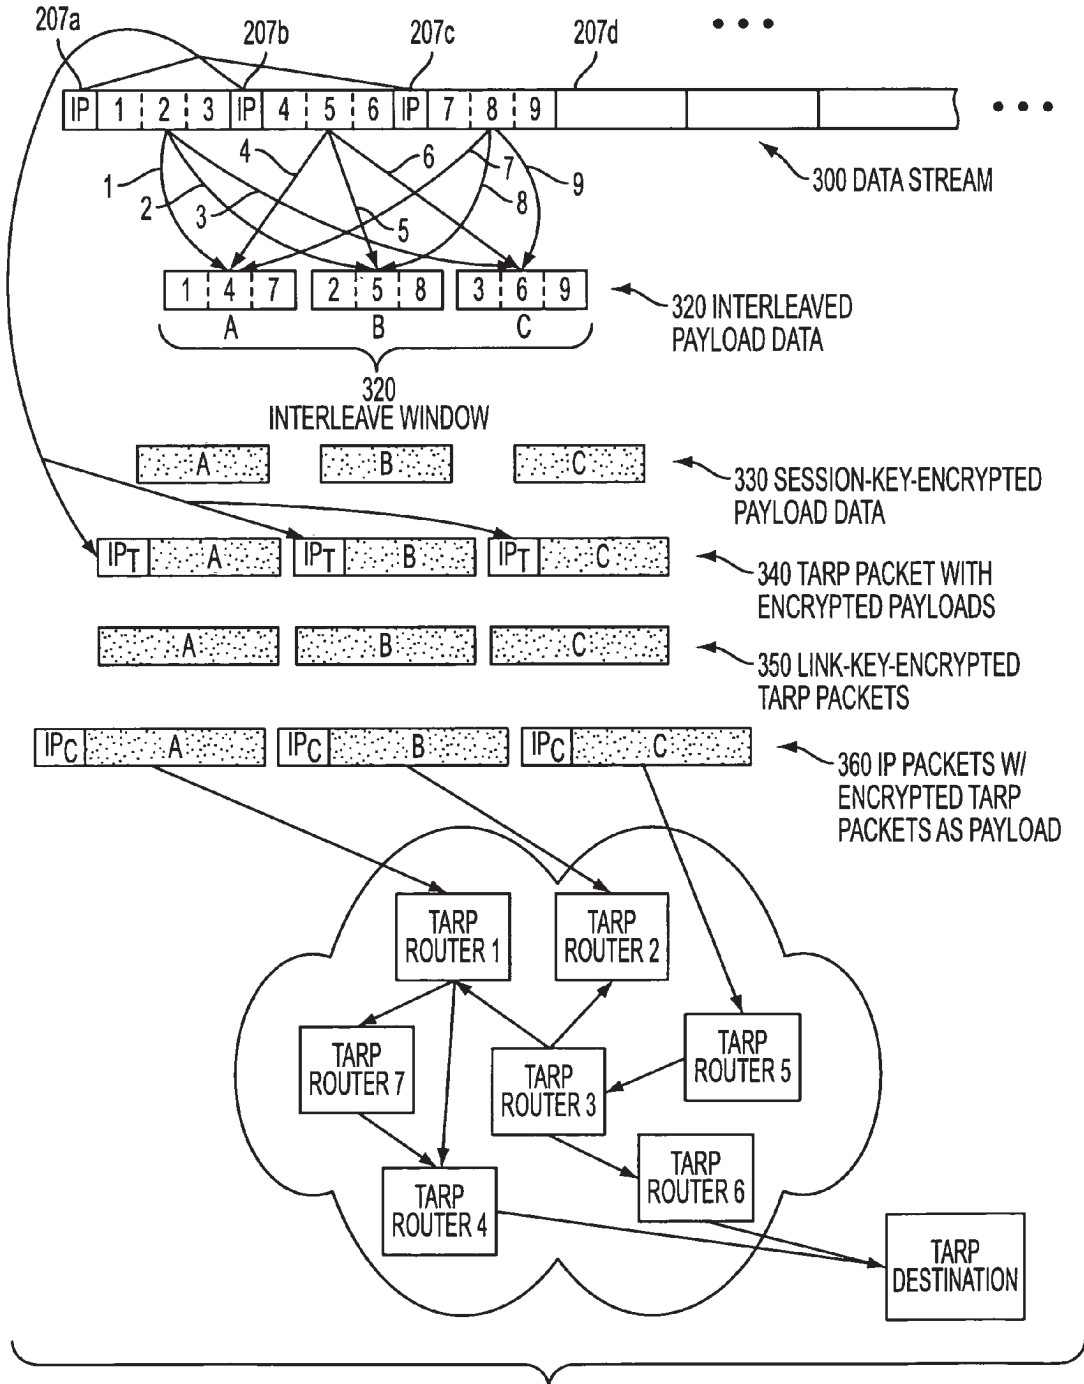 207a 207b 207c 207d
IP 1 2 3 IP 4 5 6 IP 7 8 9
300 DATA STREAM
1 2 3 4 5 6 7 8 9
1 4 7 2 5 8 3 6 9
A B C
320 INTERLEAVED
PAYLOAD DATA
320
INTERLEAVE WINDOW
A B C
330 SESSION-KEY-ENCRYPTED
PAYLOAD DATA
IPT A IPT B IPT C
340 TARP PACKET WITH
ENCRYPTED PAYLOADS
A B C
350 LINK-KEY-ENCRYPTED
TARP PACKETS
IPC A IPC B IPC C
360 IP PACKETS W/
ENCRYPTED TARP
PACKETS AS PAYLOAD
TARP
ROUTER 1
TARP
ROUTER 2
TARP
ROUTER 5
TARP
ROUTER 7
TARP
ROUTER 3
TARP
ROUTER 6
TARP
ROUTER 4
TARP
DESTINATION